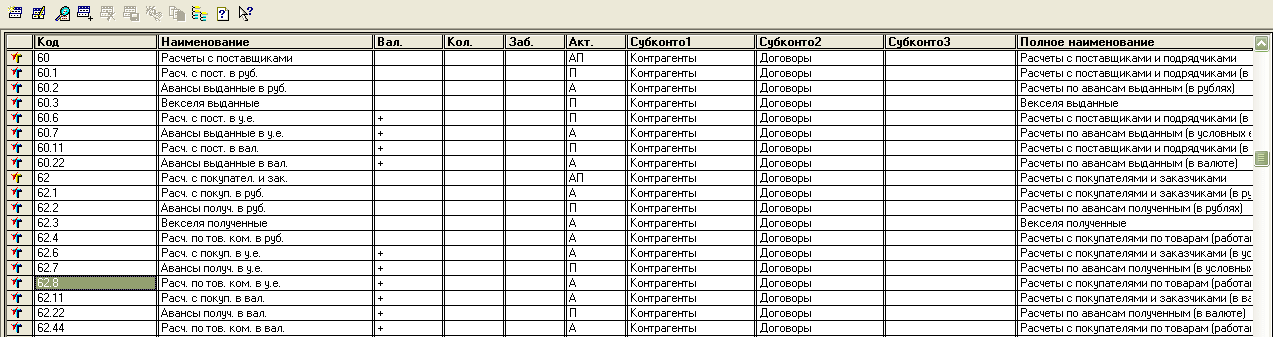 Код Наименование Вал. Кол. Заб. Акт. Субконто1 Субконто2 Субконто3 Полное наименование
60 Расчеты с поставщиками АП Контрагенты Договоры Расчеты с поставщиками и подрядчиками
60.1 Расч. с пост. в руб. П Контрагенты Договоры Расчеты с поставщиками и подрядчиками (в
60.2 Авансы выданные в руб. А Контрагенты Договоры Расчеты по авансам выданным (в рублях)
60.3 Векселя выданные П Контрагенты Договоры Векселя выданные
60.6 Расч. с пост. в у.е. + П Контрагенты Договоры Расчеты с поставщиками и подрядчиками (в
60.7 Авансы выданные в у.е. + А Контрагенты Договоры Расчеты по авансам выданным (в условных е
60.11 Расч. с пост. в вал. + П Контрагенты Договоры Расчеты с поставщиками и подрядчиками (в
60.22 Авансы выданные в вал. + А Контрагенты Договоры Расчеты по авансам выданным (в валюте)
62 Расч. с покупател. и зак. АП Контрагенты Договоры Расчеты с покупателями и заказчиками
62.1 Расч. с покуп. в руб. А Контрагенты Договоры Расчеты с покупателями и заказчиками (в ру
62.2 Авансы получ. в руб. П Контрагенты Договоры Расчеты по авансам полученным (в рублях)
62.3 Векселя полученные А Контрагенты Договоры Векселя полученные
62.4 Расч. по тов. ком. в руб. А Контрагенты Договоры Расчеты с покупателями по товарам (работа
62.6 Расч. с покуп. в у.е. + А Контрагенты Договоры Расчеты с покупателями и заказчиками (в ус
62.7 Авансы получ. в у.е. + П Контрагенты Договоры Расчеты по авансам полученным (в условных
62.8 Расч. по тов. ком. в у.е. + А Контрагенты Договоры Расчеты с покупателями по товарам (работа
62.11 Расч. с покуп. в вал. + А Контрагенты Договоры Расчеты с покупателями и заказчиками (в ва
62.22 Авансы получ. в вал. + П Контрагенты Договоры Расчеты по авансам полученным (в валюте)
62.44 Расч. по тов. ком. в вал. + А Контрагенты Договоры Расчеты с покупателями по товарам (работа